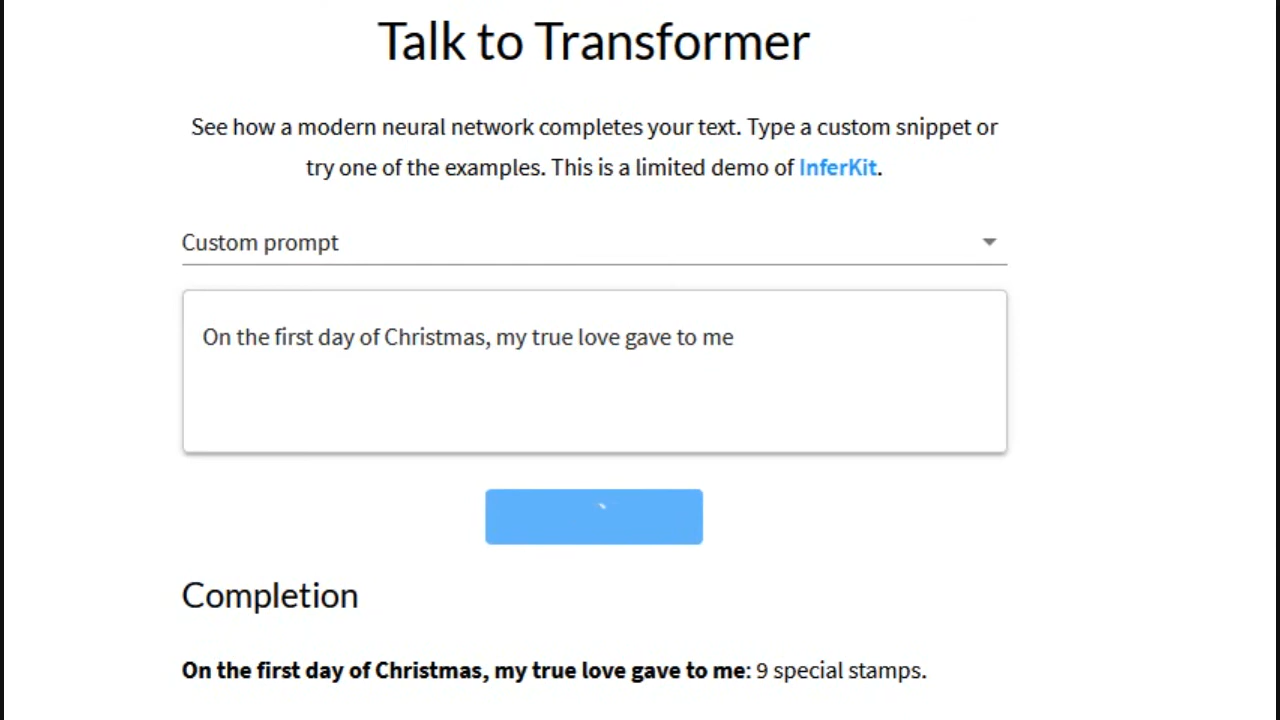 Talk to Transformer
See how a modern neural network completes your text. Type a custom snippet or
try one of the examples. This is a limited demo of InferKit.
Custom prompt
On the first day of Christmas, my true love gave to me
Completion
On the first day of Christmas, my true love gave to me: 9 special stamps.